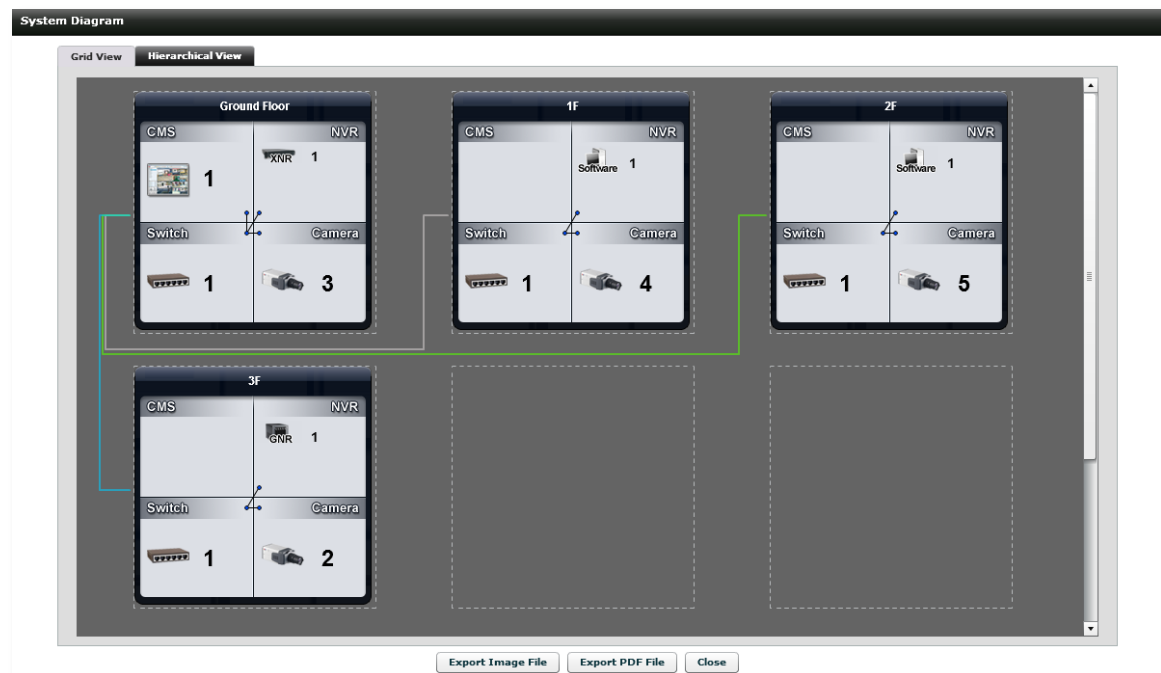 System Diagram
Grid View Hierarchical View
Ground Floor 1F 2F
CMS NVR CMS NVR CMS NVR
1 XNR 1 Software 1 Software 1
Switch Camera Switch Camera Switch Camera
1 3 1 4 1 5
3F
CMS NVR
GNR 1
Switch Camera
1 2
Export Image File Export PDF File Close